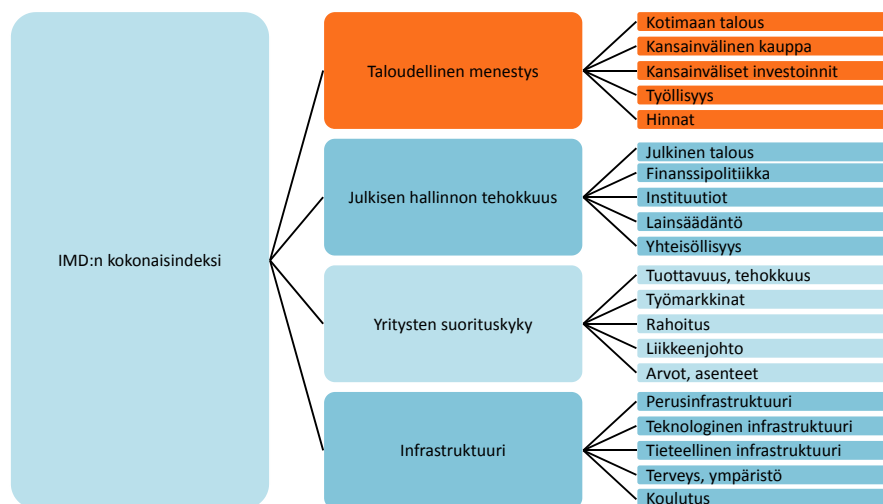 IMD:n kokonaisindeksi
Taloudellinen menestys
Kotimaan talous
Kansainvälinen kauppa
Kansainväliset investoinnit
Työllisyys
Hinnat
Julkisen hallinnon tehokkuus
Julkinen talous
Finanssipolitiikka
Instituutiot
Lainsäädäntö
Yhteisöllisyys
Yritysten suorituskyky
Tuottavuus, tehokkuus
Työmarkkinat
Rahoitus
Liikkeenjohto
Arvot, asenteet
Infrastruktuuri
Perusinfrastruktuuri
Teknologinen infrastruktuuri
Tieteellinen infrastruktuuri
Terveys, ympäristö
Koulutus